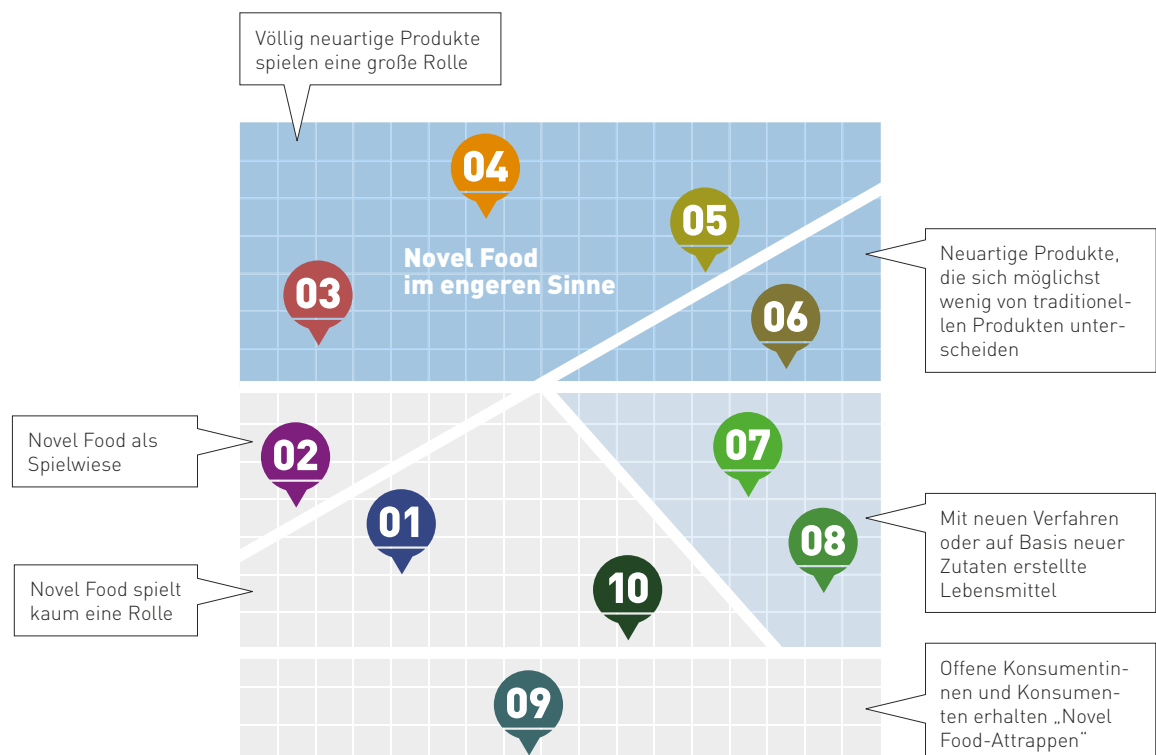 Völlig neuartige Produkte
spielen eine große Rolle
04
05
Novel Food
im engeren Sinne
03
06
Neuartige Produkte,
die sich möglichst
wenig von traditionel-
len Produkten unter-
scheiden
Novel Food als
Spielwiese
02
07
01
08
Mit neuen Verfahren
oder auf Basis neuer
Zutaten erstellte
Lebensmittel
Novel Food spielt
kaum eine Rolle
10
09
Offene Konsumentin-
nen und Konsumen-
ten erhalten „Novel
Food-Attrappen“